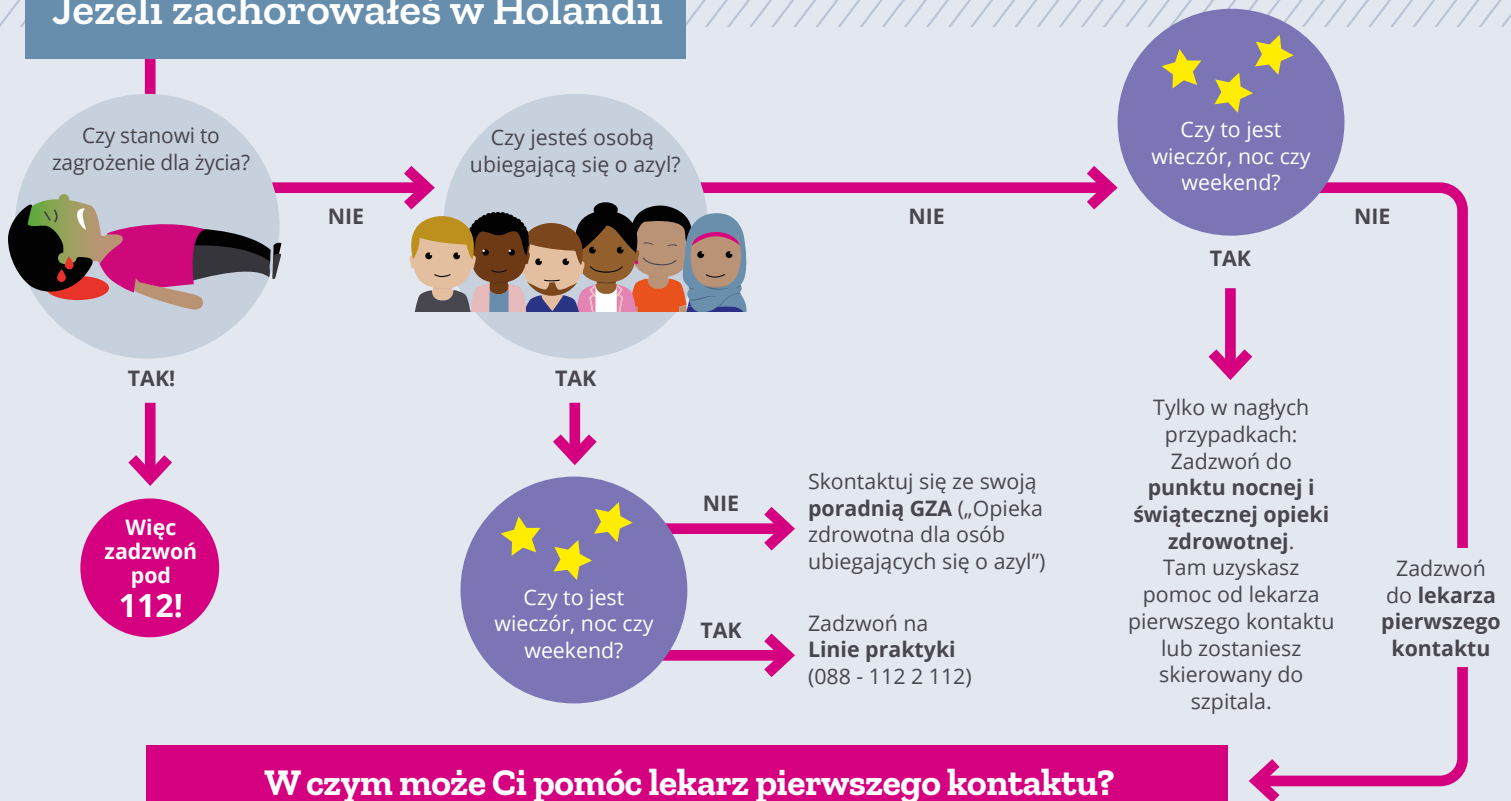 Jeżeli zachorowałeś w Holandii
Czy stanowi to
zagrożenie dla życia?
NIE
TAK!
Więc
zadzwoń
pod
112!
Czy jesteś osobą
ubiegającą się o azyl?
NIE
TAK
Czy to jest
wieczór, noc czy
weekend?
NIE
Skontaktuj się ze swoją
poradnią GZA („Opieka
zdrowotna dla osób
ubiegających się o azyl”)
TAK
Zadzwoń na
Linie praktyki
(088 - 112 2 112)
Czy to jest
wieczór, noc czy
weekend?
NIE
TAK
Tylko w nagłych
przypadkach:
Zadzwoń do
punktu nocnej i
świątecznej opieki
zdrowotnej.
Tam uzyskasz
pomoc od lekarza
pierwszego kontaktu
lub zostaniesz
skierowany do
szpitala.
Zadzwoń
do lekarza
pierwszego
kontaktu
W czym może Ci pomóc lekarz pierwszego kontaktu?